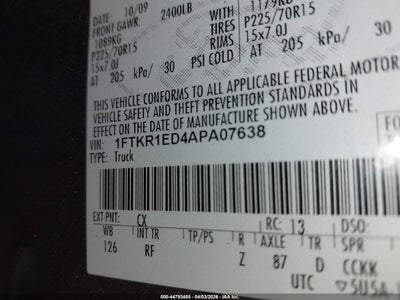 DATE 10/09
FRONT GAWR: 2400LB WITH 1179KG
1089KG TIRES P225/70R15
P225/70R15 RIMS 15x7.0J
15x7.0J PSI COLD AT 205 kPa/ 30
AT 205 kPa/ 30
THIS VEHICLE CONFORMS TO ALL APPLICABLE FEDERAL MOTOR
VEHICLE SAFETY AND THEFT PREVENTION STANDARDS IN
EFFECT ON THE DATE OF MANUFACTURE SHOWN ABOVE.
VIN: 1FTKR1ED4APA07638
TYPE: Truck
EXT PNT: CX RC: 13 DSO:
WB INT TR TP/PS R AXLE TR SPR
126 RF Z 87 D CCKK
UTC
000-44793485 - 04/03/2026 - IAA Inc.